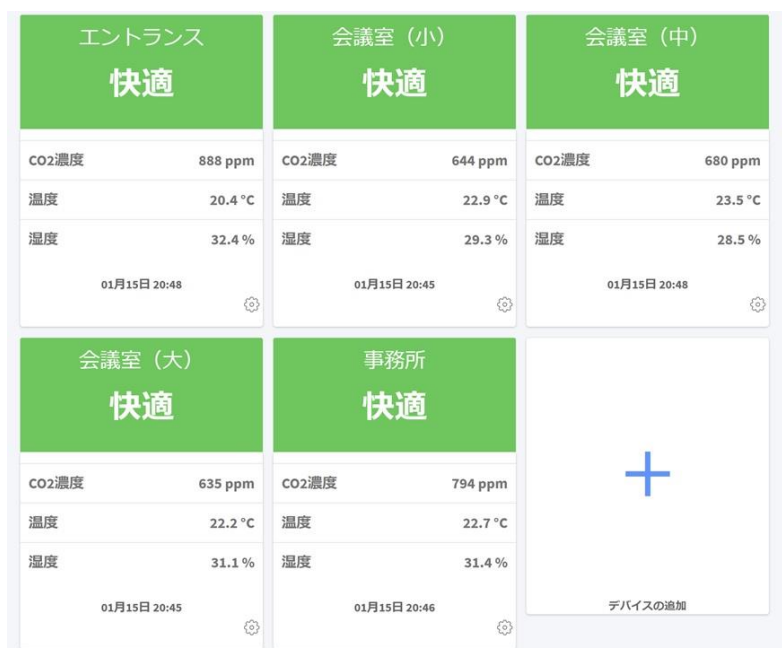 エントランス
快適
CO2濃度 888 ppm
温度 20.4 °C
湿度 32.4 %
01月15日 20:48
会議室（小）
快適
CO2濃度 644 ppm
温度 22.9 °C
湿度 29.3 %
01月15日 20:45
会議室（中）
快適
CO2濃度 680 ppm
温度 23.5 °C
湿度 28.5 %
01月15日 20:48
会議室（大）
快適
CO2濃度 635 ppm
温度 22.2 °C
湿度 31.1 %
01月15日 20:45
事務所
快適
CO2濃度 794 ppm
温度 22.7 °C
湿度 31.4 %
01月15日 20:46
デバイスの追加